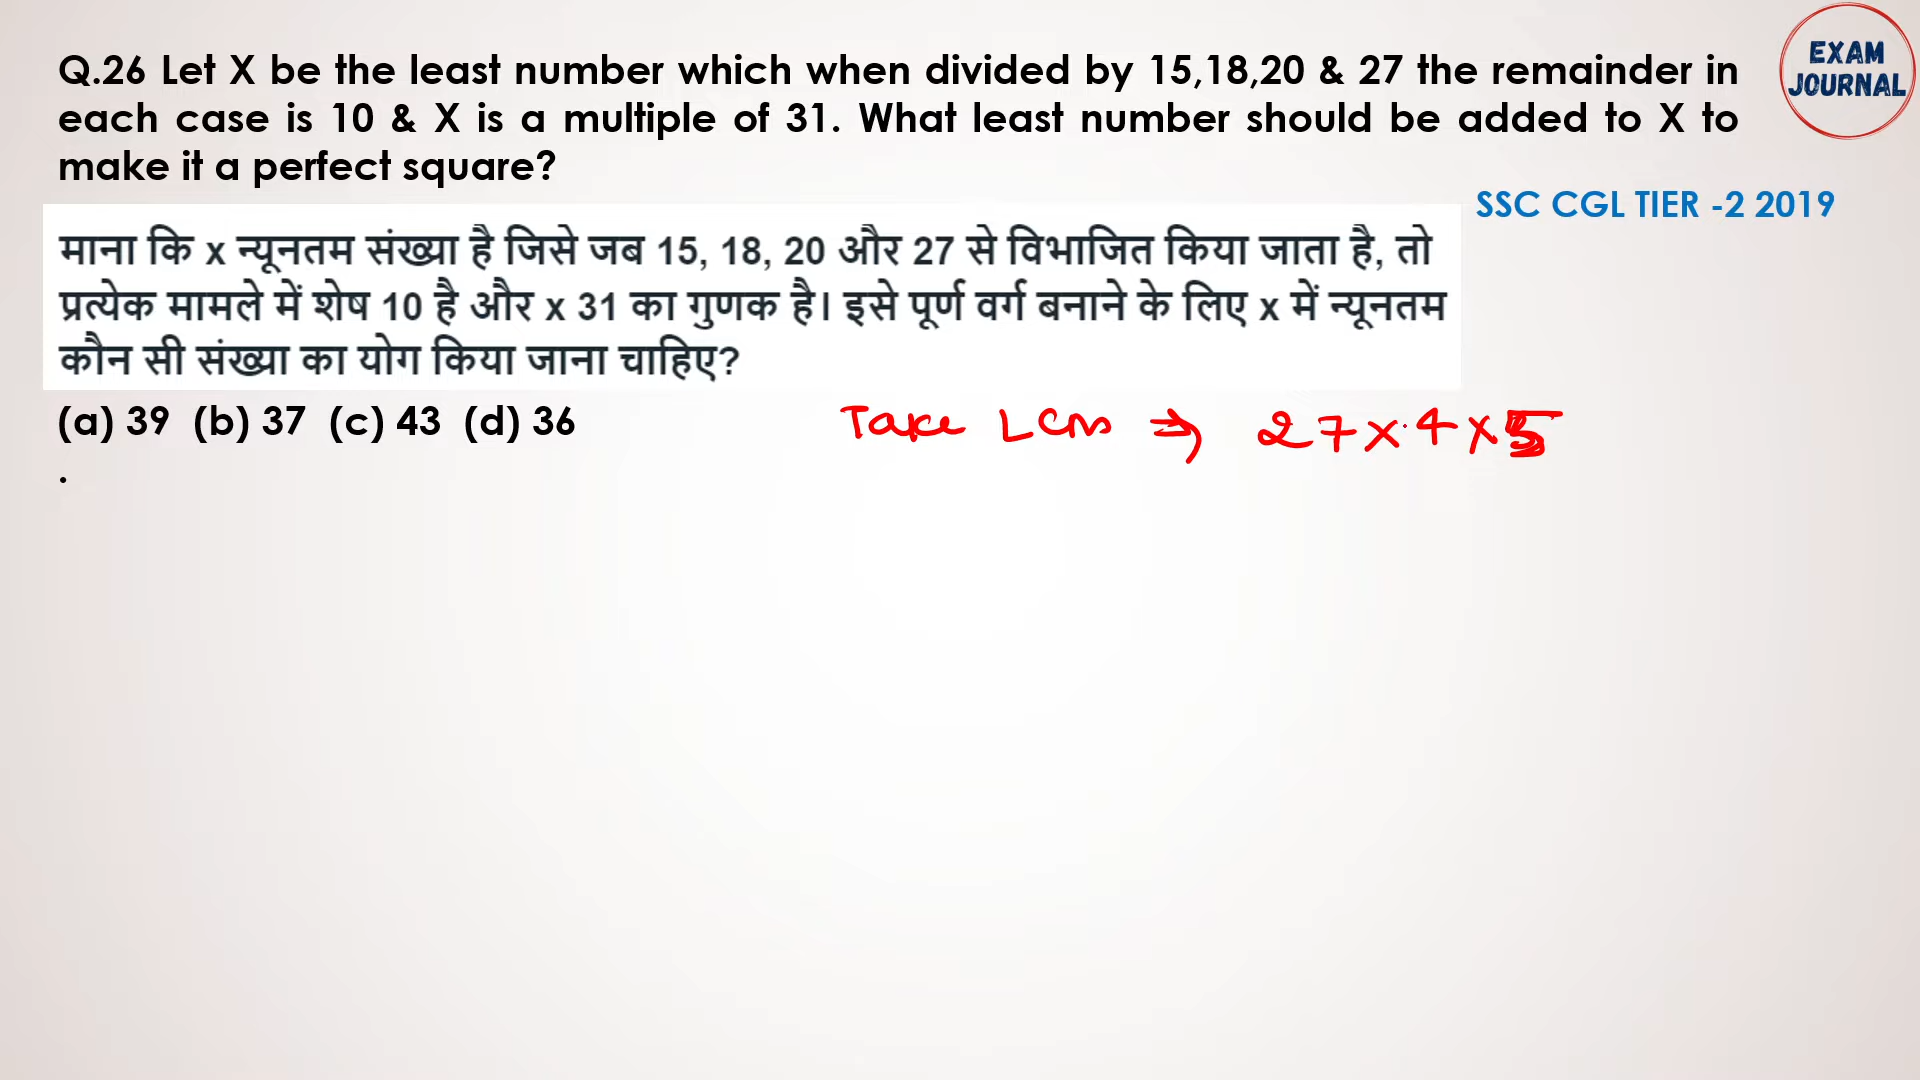 EXAM
JOURNAL
Q.26 Let X be the least number which when divided by 15,18,20 & 27 the remainder in
each case is 10 & X is a multiple of 31. What least number should be added to X to
make it a perfect square?
SSC CGL TIER -2 2019
माना कि x न्यूनतम संख्या है जिसे जब 15, 18, 20 और 27 से विभाजित किया जाता है, तो
प्रत्येक मामले में शेष 10 है और x 31 का गुणक है। इसे पूर्ण वर्ग बनाने के लिए x में न्यूनतम
कौन सी संख्या का योग किया जाना चाहिए?
(a) 39 (b) 37 (c) 43 (d) 36
Take LCM ⇒ 27 × 4 × 5
.